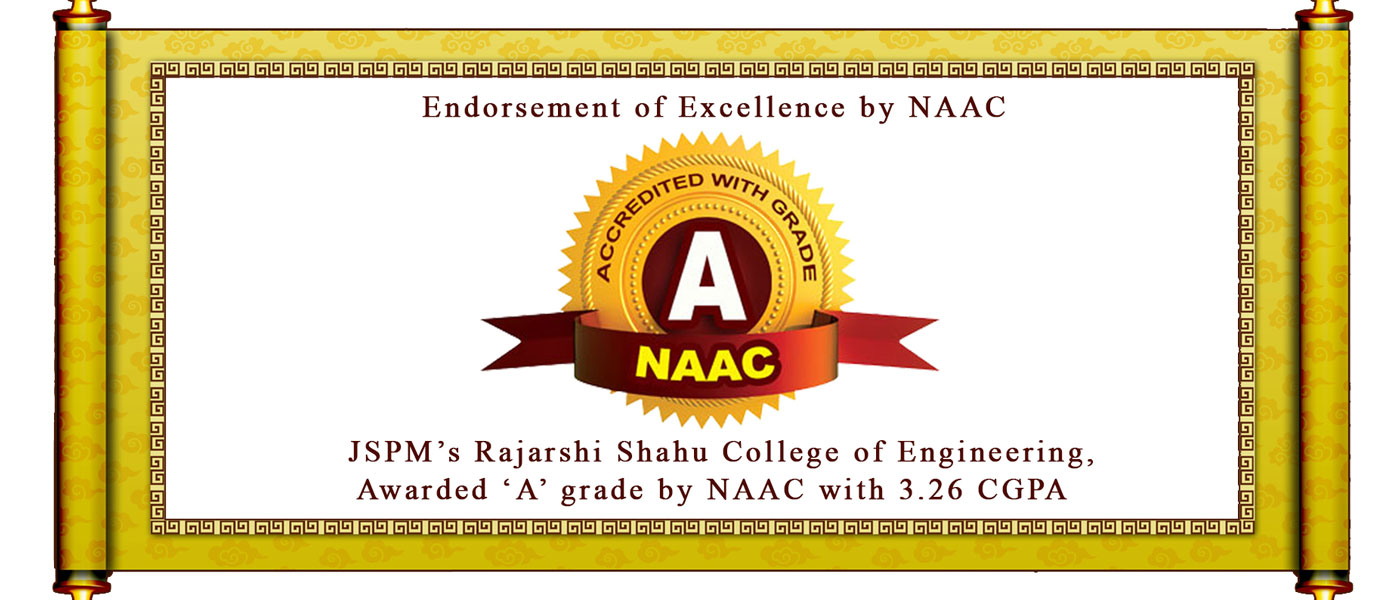 Endorsement of Excellence by NAAC
ACCREDITED WITH GRADE
A
NAAC
JSPM’s Rajarshi Shahu College of Engineering,
Awarded ‘A’ grade by NAAC with 3.26 CGPA